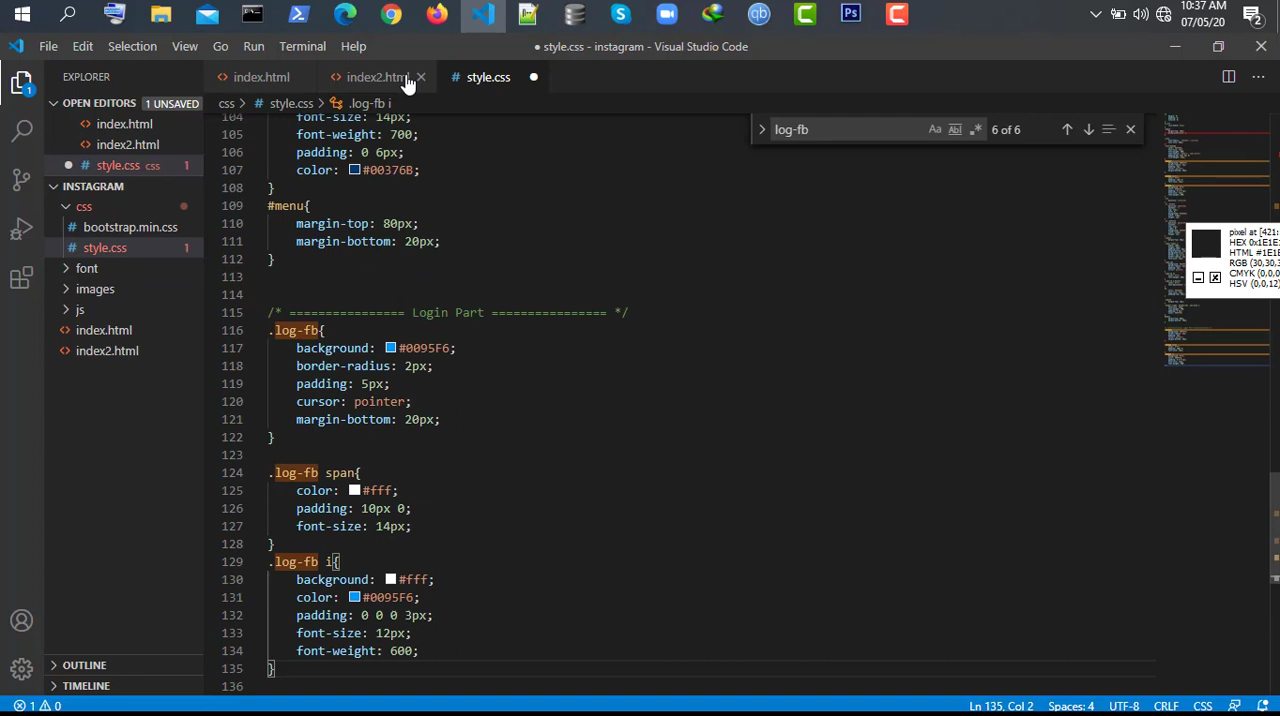 10:37 AM
07/05/20
2
File Edit Selection View Go Run Terminal Help
● style.css - instagram - Visual Studio Code
EXPLORER
index.html
index2.html
style.css
OPEN EDITORS 1 UNSAVED
index.html
index2.html
style.css css 1
INSTAGRAM
css
bootstrap.min.css
style.css 1
font
images
js
index.html
index2.html
OUTLINE
TIMELINE
css > style.css > .log-fb i
log-fb
Aa Abl .* 6 of 6
104 font-size: 14px;
105 font-weight: 700;
106 padding: 0 6px;
107 color: #00376B;
108 }
109 #menu{
110 margin-top: 80px;
111 margin-bottom: 20px;
112 }
113
114
115 /* ================ Login Part ================ */
116 .log-fb{
117 background: #0095F6;
118 border-radius: 2px;
119 padding: 5px;
120 cursor: pointer;
121 margin-bottom: 20px;
122 }
123
124 .log-fb span{
125 color: #fff;
126 padding: 10px 0;
127 font-size: 14px;
128 }
129 .log-fb i{
130 background: #fff;
131 color: #0095F6;
132 padding: 0 0 0 3px;
133 font-size: 12px;
134 font-weight: 600;
135 }
136
pixel at [421:
HEX 0x1E1E
HTML #1E1E
RGB (30,30,3
CMYK (0,0,0
HSV (0,0,12)
1 0
Ln 135, Col 2 Spaces: 4 UTF-8 CRLF CSS